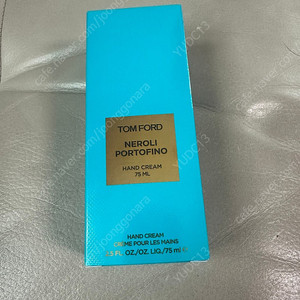 TOM FORD
NEROLI
PORTOFINO
HAND CREAM
75 ML
HAND CREAM
CRÈME POUR LES MAINS
2.5 FL OZ./OZ. LIQ./75 ml e